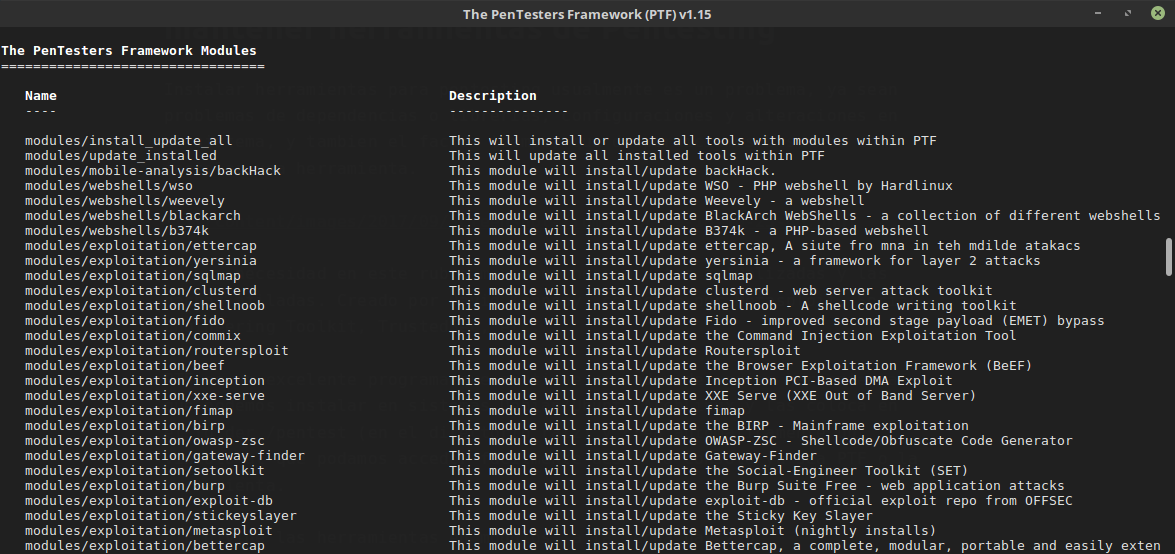 The PenTesters Framework (PTF) v1.15
The PenTesters Framework Modules
=================================
Name Description
---- ---------------
modules/install_update_all This will install or update all tools with modules within PTF
modules/update_installed This will update all installed tools within PTF
modules/mobile-analysis/backHack This module will install/update backHack.
modules/webshells/wso This module will install/update WSO - PHP webshell by Hardlinux
modules/webshells/weevely This module will install/update Weevely - a webshell
modules/webshells/blackarch This module will install/update BlackArch WebShells - a collection of different webshells
modules/webshells/b374k This module will install/update B374k - a PHP-based webshell
modules/exploitation/ettercap This module will install/update ettercap, A siute fro mna in teh mdilde atakacs
modules/exploitation/yersinia This module will install/update yersinia - a framework for layer 2 attacks
modules/exploitation/sqlmap This module will install/update sqlmap
modules/exploitation/clusterd This module will install/update clusterd - web server attack toolkit
modules/exploitation/shellnoob This module will install/update shellnoob - A shellcode writing toolkit
modules/exploitation/fido This module will install/update Fido - improved second stage payload (EMET) bypass
modules/exploitation/commix This module will install/update the Command Injection Exploitation Tool
modules/exploitation/routersploit This module will install/update Routersploit
modules/exploitation/beef This module will install/update the Browser Exploitation Framework (BeEF)
modules/exploitation/inception This module will install/update Inception PCI-Based DMA Exploit
modules/exploitation/xxe-serve This module will install/update XXE Serve (XXE Out of Band Server)
modules/exploitation/fimap This module will install/update fimap
modules/exploitation/birp This module will install/update the BIRP - Mainframe exploitation
modules/exploitation/owasp-zsc This module will install/update OWASP-ZSC - Shellcode/Obfuscate Code Generator
modules/exploitation/gateway-finder This module will install/update Gateway-Finder
modules/exploitation/setoolkit This module will install/update the Social-Engineer Toolkit (SET)
modules/exploitation/burp This module will install/update the Burp Suite Free - web application attacks
modules/exploitation/exploit-db This module will install/update exploit-db - official exploit repo from OFFSEC
modules/exploitation/stickeyslayer This module will install/update the Sticky Key Slayer
modules/exploitation/metasploit This module will install/update Metasploit (nightly installs)
modules/exploitation/bettercap This module will install/update Bettercap, a complete, modular, portable and easily exten